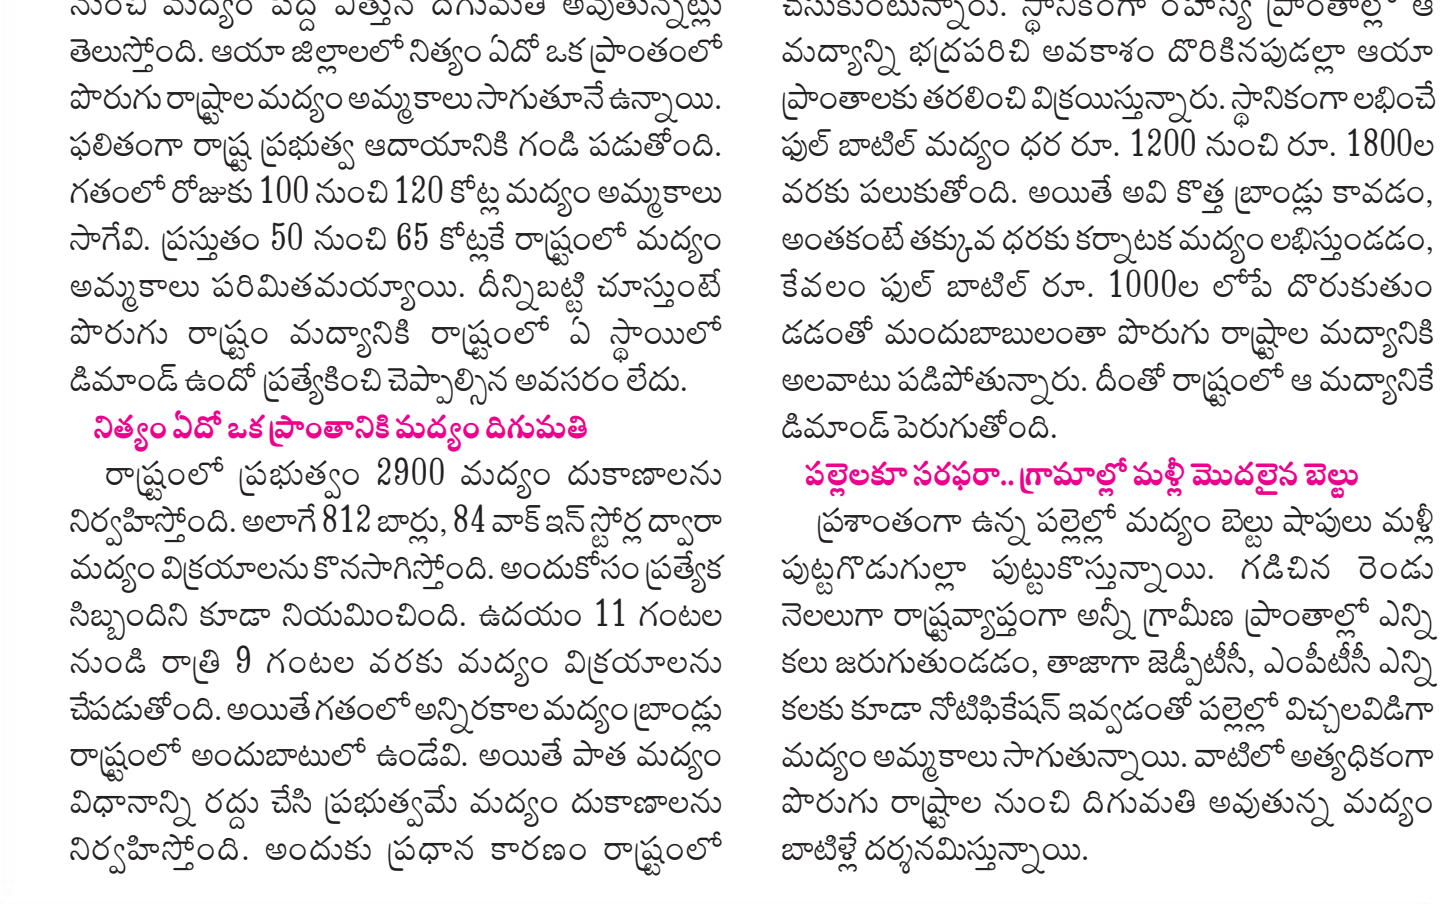 నుంచి మద్యం పెద్ద ఎత్తున దిగుమతి అవుతున్నట్లు
తెలుస్తోంది. ఆయా జిల్లాలలో నిత్యం ఏదో ఒక ప్రాంతంలో
పొరుగు రాష్ట్రాల మద్యం అమ్మకాలు సాగుతూనే ఉన్నాయి.
ఫలితంగా రాష్ట్ర ప్రభుత్వ ఆదాయానికి గండి పడుతోంది.
గతంలో రోజుకు 100 నుంచి 120 కోట్ల మద్యం అమ్మకాలు
సాగేవి. ప్రస్తుతం 50 నుంచి 65 కోట్లకే రాష్ట్రంలో మద్యం
అమ్మకాలు పరిమితమయ్యాయి. దీన్నిబట్టి చూస్తుంటే
పొరుగు రాష్ట్రం మద్యానికి రాష్ట్రంలో ఏ స్థాయిలో
డిమాండ్ ఉందో ప్రత్యేకించి చెప్పాల్సిన అవసరం లేదు.
నిత్యం ఏదో ఒక ప్రాంతానికి మద్యం దిగుమతి
రాష్ట్రంలో ప్రభుత్వం 2900 మద్యం దుకాణాలను
నిర్వహిస్తోంది. అలాగే 812 బార్లు, 84 వాక్ ఇన్ స్టోర్ల ద్వారా
మద్యం విక్రయాలను కొనసాగిస్తోంది. అందుకోసం ప్రత్యేక
సిబ్బందిని కూడా నియమించింది. ఉదయం 11 గంటల
నుండి రాత్రి 9 గంటల వరకు మద్యం విక్రయాలను
చేపడుతోంది. అయితే గతంలో అన్నిరకాల మద్యం బ్రాండ్లు
రాష్ట్రంలో అందుబాటులో ఉండేవి. అయితే పాత మద్యం
విధానాన్ని రద్దు చేసి ప్రభుత్వమే మద్యం దుకాణాలను
నిర్వహిస్తోంది. అందుకు ప్రధాన కారణం రాష్ట్రంలో
చేసుకుంటున్నారు. స్థానికంగా రహస్య ప్రాంతాల్లో ఆ
మద్యాన్ని భద్రపరిచి అవకాశం దొరికినపుడల్లా ఆయా
ప్రాంతాలకు తరలించి విక్రయిస్తున్నారు. స్థానికంగా లభించే
ఫుల్ బాటిల్ మద్యం ధర రూ. 1200 నుంచి రూ. 1800ల
వరకు పలుకుతోంది. అయితే అవి కొత్త బ్రాండ్లు కావడం,
అంతకంటే తక్కువ ధరకు కర్నాటక మద్యం లభిస్తుండడం,
కేవలం ఫుల్ బాటిల్ రూ. 1000ల లోపే దొరుకుతుం
డడంతో మందుబాబులంతా పొరుగు రాష్ట్రాల మద్యానికి
అలవాటు పడిపోతున్నారు. దీంతో రాష్ట్రంలో ఆ మద్యానికే
డిమాండ్ పెరుగుతోంది.
పల్లెలకూ సరఫరా.. గ్రామాల్లో మళ్లీ మొదలైన బెల్టు
ప్రశాంతంగా ఉన్న పల్లెల్లో మద్యం బెల్టు షాపులు మళ్లీ
పుట్టగొడుగుల్లా పుట్టుకొస్తున్నాయి. గడిచిన రెండు
నెలలుగా రాష్ట్రవ్యాప్తంగా అన్నీ గ్రామీణ ప్రాంతాల్లో ఎన్ని
కలు జరుగుతుండడం, తాజాగా జెడ్పీటీసీ, ఎంపీటీసీ ఎన్ని
కలకు కూడా నోటిఫికేషన్ ఇవ్వడంతో పల్లెల్లో విచ్చలవిడిగా
మద్యం అమ్మకాలు సాగుతున్నాయి. వాటిలో అత్యధికంగా
పొరుగు రాష్ట్రాల నుంచి దిగుమతి అవుతున్న మద్యం
బాటిళ్లే దర్శనమిస్తున్నాయి.